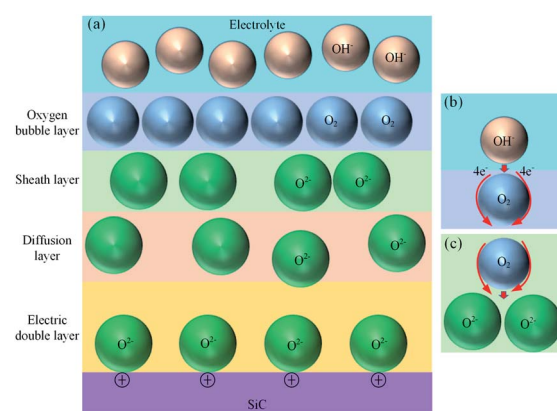 (a)
Electrolyte
OH⁻
OH⁻
Oxygen
bubble layer
O₂
O₂
Sheath layer
O²⁻
O²⁻
Diffusion
layer
O²⁻
O²⁻
Electric
double layer
O²⁻
O²⁻
O²⁻
O²⁻
+
+
+
+
SiC
(b)
OH⁻
4e⁻
4e⁻
O₂
(c)
O₂
O²⁻
O²⁻